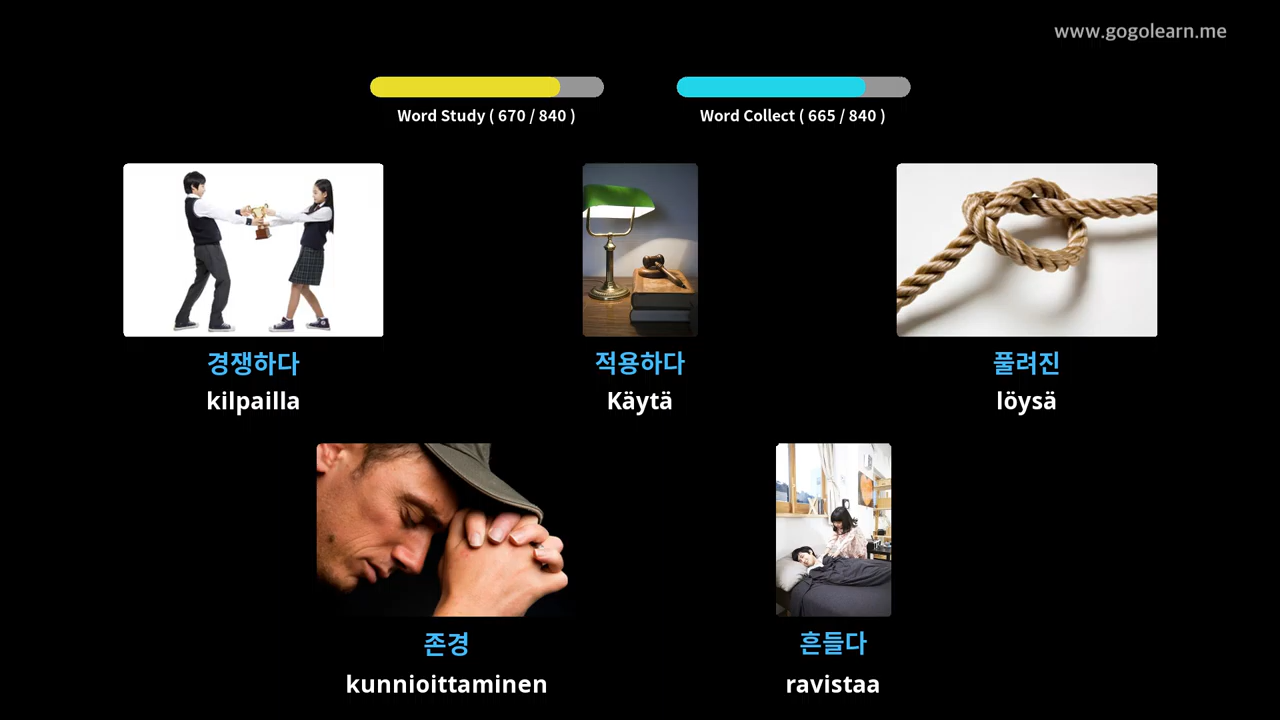 www.gogolearn.me
Word Study ( 670 / 840 )
Word Collect ( 665 / 840 )
경쟁하다
kilpailla
적용하다
Käytä
풀려진
löysä
존경
kunnioittaminen
흔들다
ravistaa